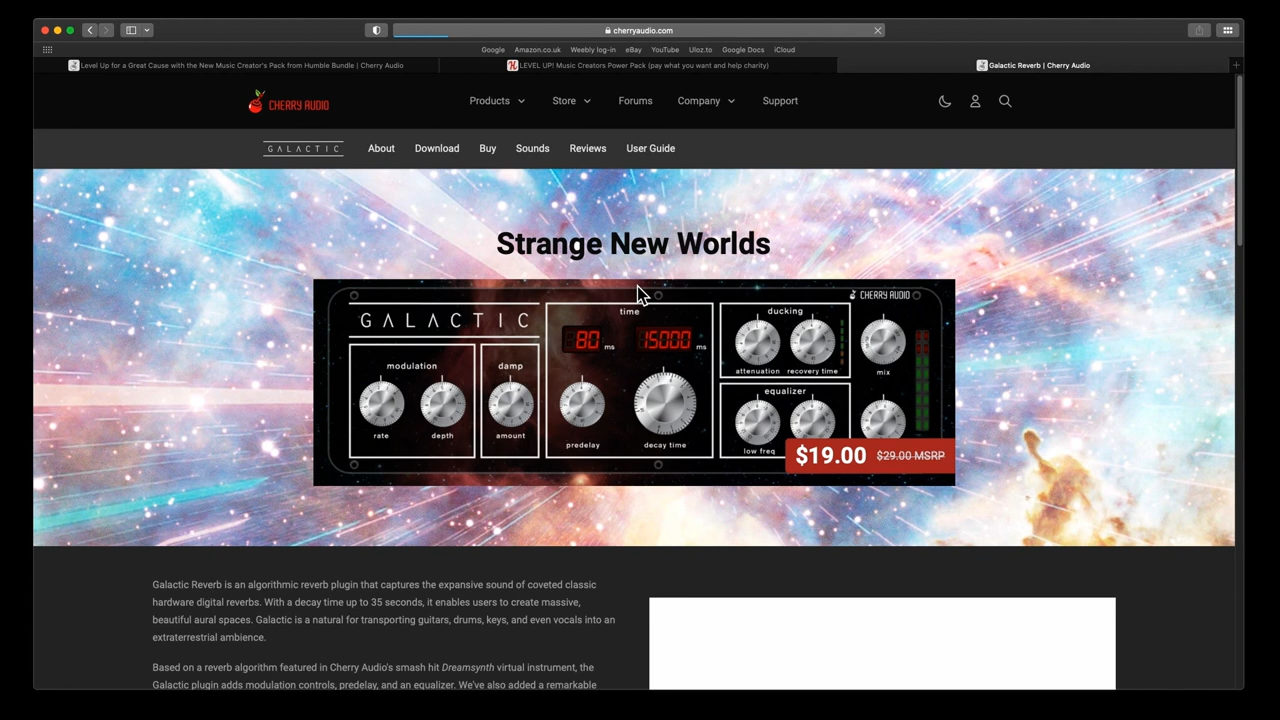 cherryaudio.com
Google Amazon.co.uk Weebly log-in eBay YouTube Uloz.to Google Docs iCloud
Level Up for a Great Cause with the New Music Creator's Pack from Humble Bundle | Cherry Audio
LEVEL UP! Music Creators Power Pack (pay what you want and help charity)
Galactic Reverb | Cherry Audio
CHERRY AUDIO
Products Store Forums Company Support
GALACTIC About Download Buy Sounds Reviews User Guide
Strange New Worlds
CHERRY AUDIO
GALACTIC
time
ducking
80 ms 15000 ms
modulation damp
attenuation recovery time mix
equalizer
rate depth amount predelay decay time
low freq
$19.00 $29.00 MSRP
Galactic Reverb is an algorithmic reverb plugin that captures the expansive sound of coveted classic
hardware digital reverbs. With a decay time up to 35 seconds, it enables users to create massive,
beautiful aural spaces. Galactic is a natural for transporting guitars, drums, keys, and even vocals into an
extraterrestrial ambience.
Based on a reverb algorithm featured in Cherry Audio's smash hit Dreamsynth virtual instrument, the
Galactic plugin adds modulation controls, predelay, and an equalizer. We've also added a remarkable